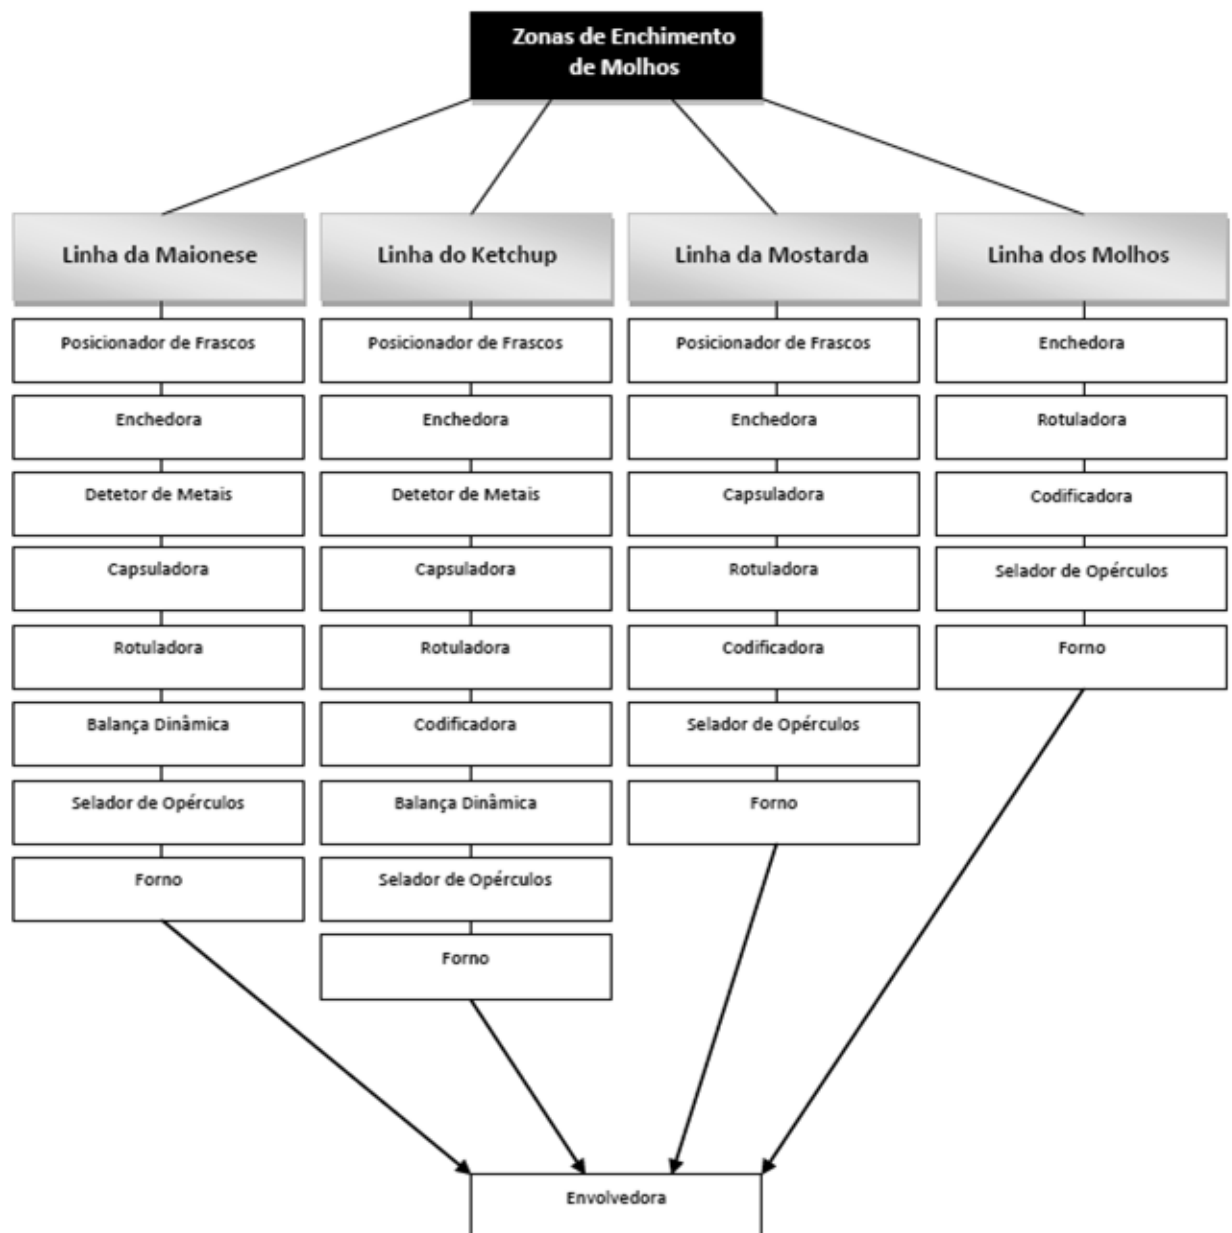 Zonas de Enchimento
de Molhos
Linha da Maionese
Posicionador de Frascos
Enchedora
Detetor de Metais
Capsuladora
Rotuladora
Balança Dinâmica
Selador de Opérculos
Forno
Linha do Ketchup
Posicionador de Frascos
Enchedora
Detetor de Metais
Capsuladora
Rotuladora
Codificadora
Balança Dinâmica
Selador de Opérculos
Forno
Linha da Mostarda
Posicionador de Frascos
Enchedora
Capsuladora
Rotuladora
Codificadora
Selador de Opérculos
Forno
Linha dos Molhos
Enchedora
Rotuladora
Codificadora
Selador de Opérculos
Forno
Envolvedora